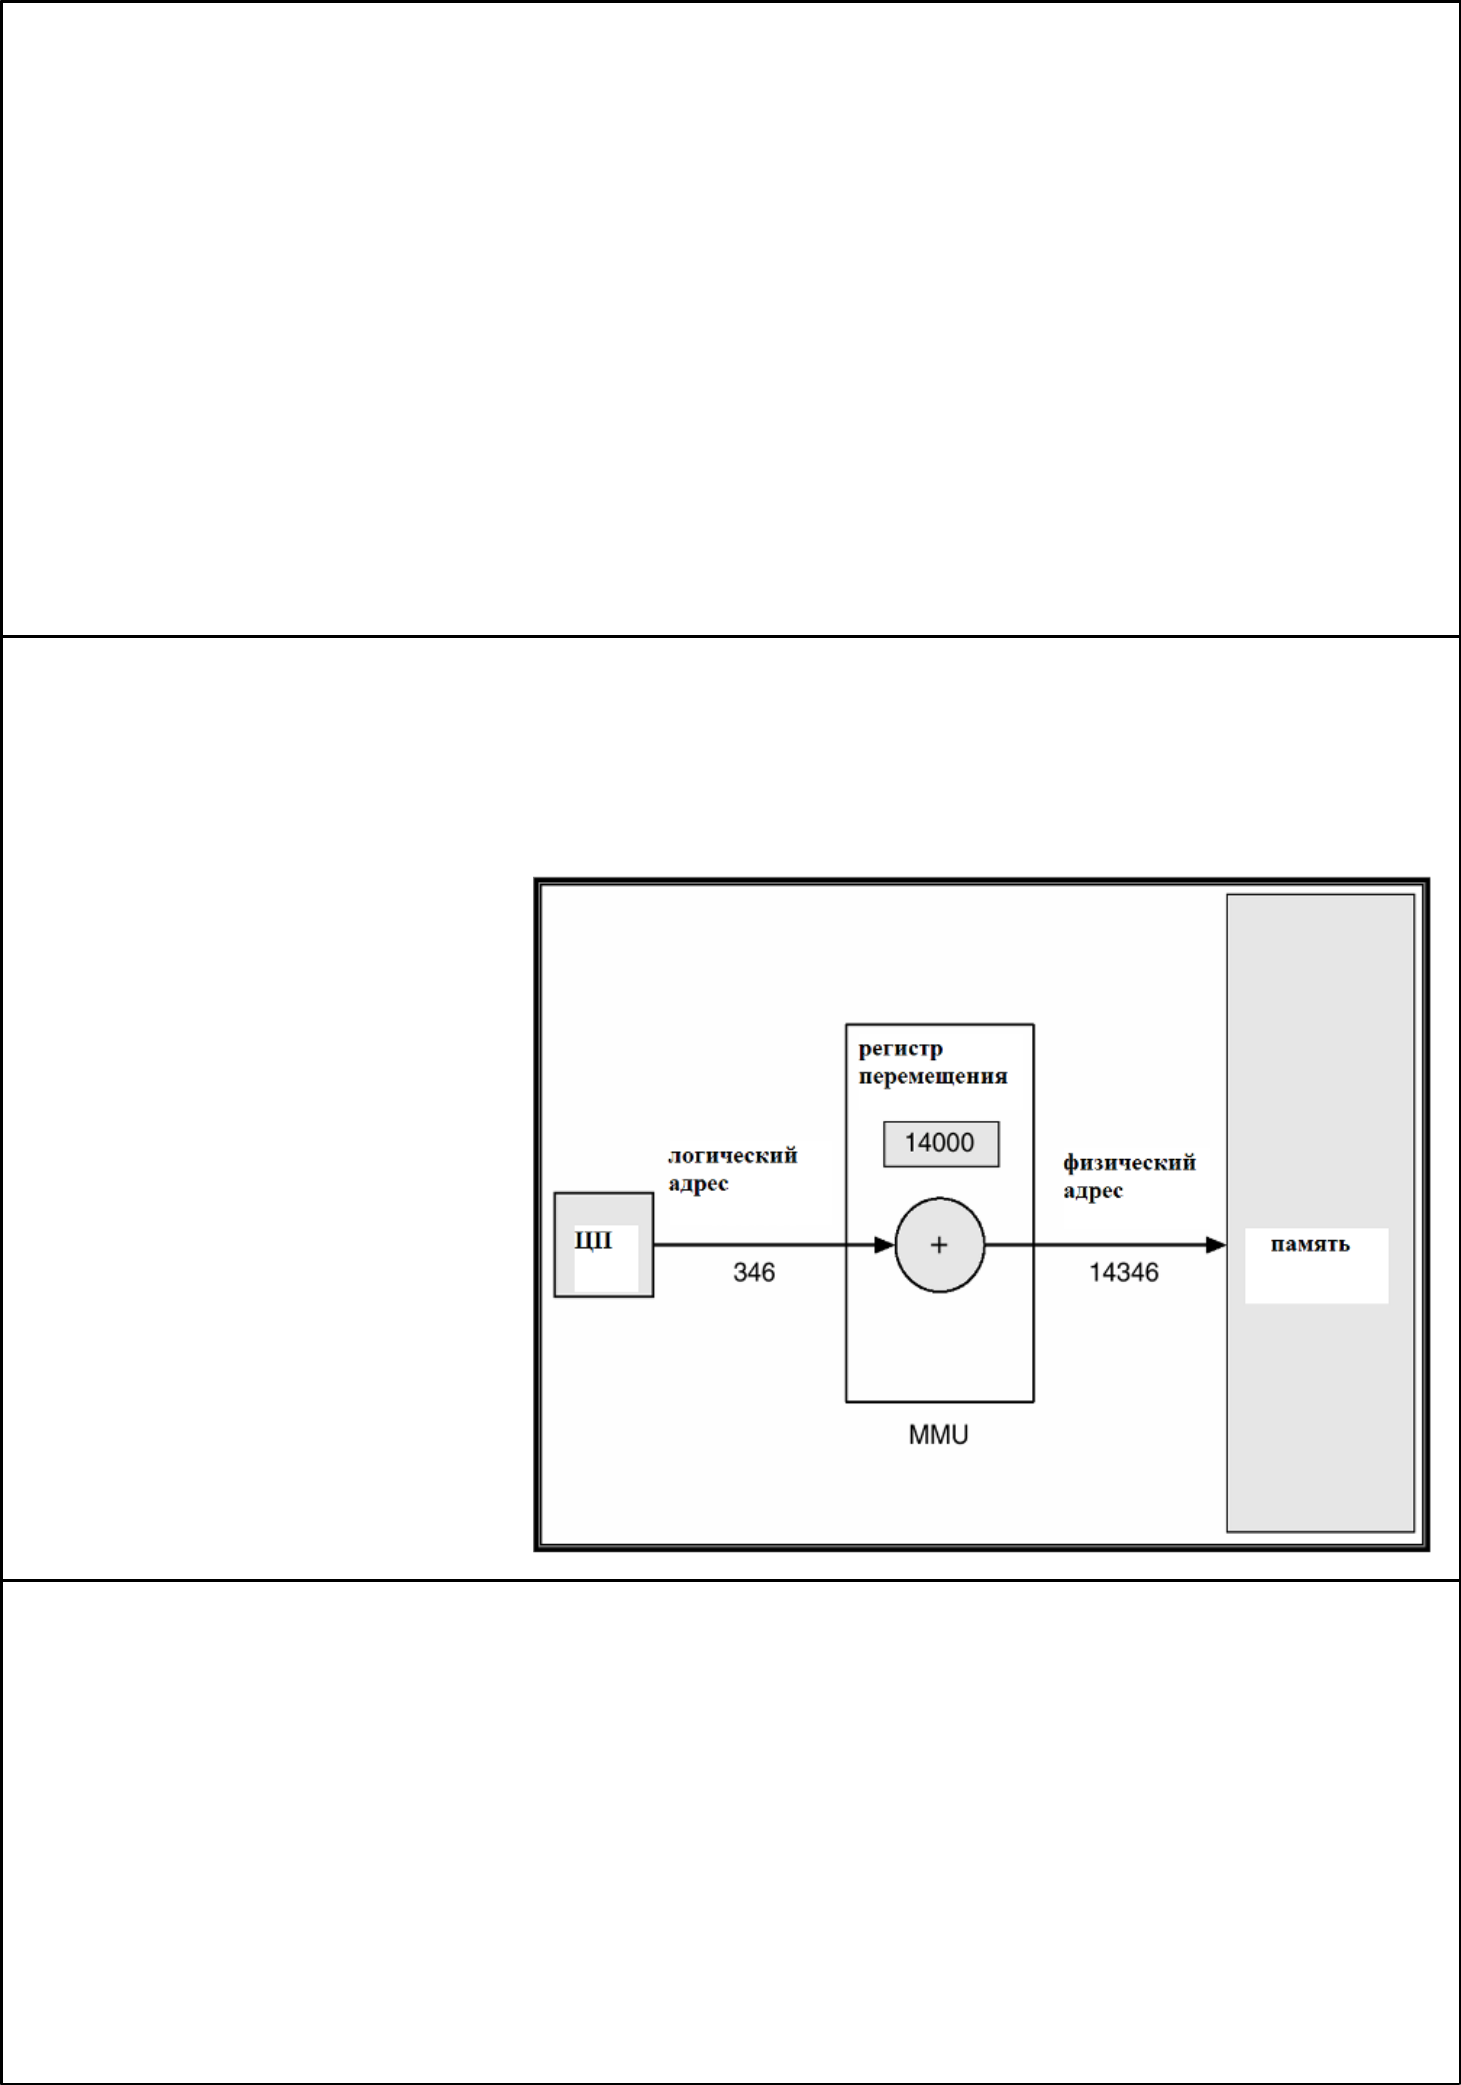 регистр
перемещения
14000
логический
адрес
физический
адрес
ЦП
+
память
346
14346
MMU